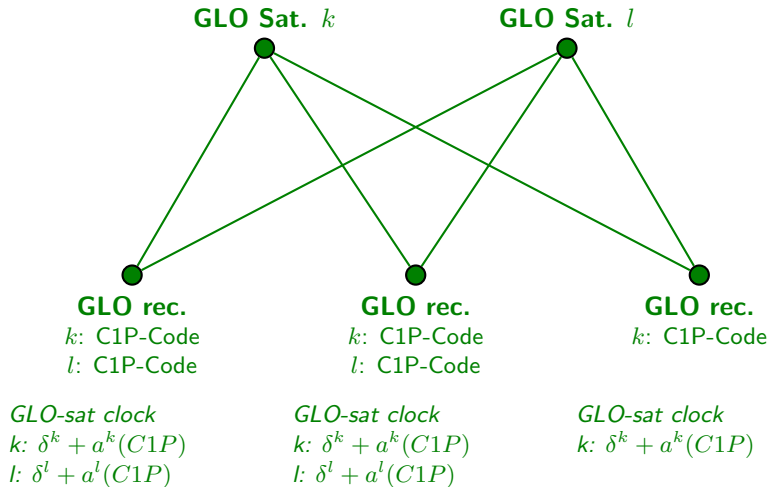 GLO Sat. k
GLO Sat. l
GLO rec.
k: C1P-Code
l: C1P-Code
GLO rec.
k: C1P-Code
l: C1P-Code
GLO rec.
k: C1P-Code
GLO-sat clock
k: δ^k + a^k(C1P)
l: δ^l + a^l(C1P)
GLO-sat clock
k: δ^k + a^k(C1P)
l: δ^l + a^l(C1P)
GLO-sat clock
k: δ^k + a^k(C1P)